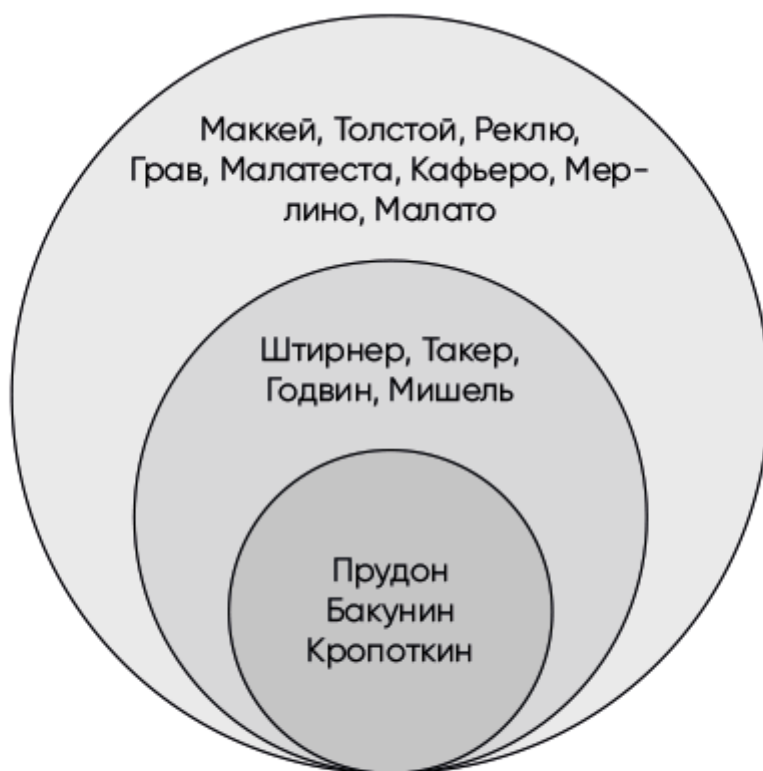 Маккей, Толстой, Реклю,
Грав, Малатеста, Кафьеро, Мер-
лино, Малато
Штирнер, Такер,
Годвин, Мишель
Прудон
Бакунин
Кропоткин